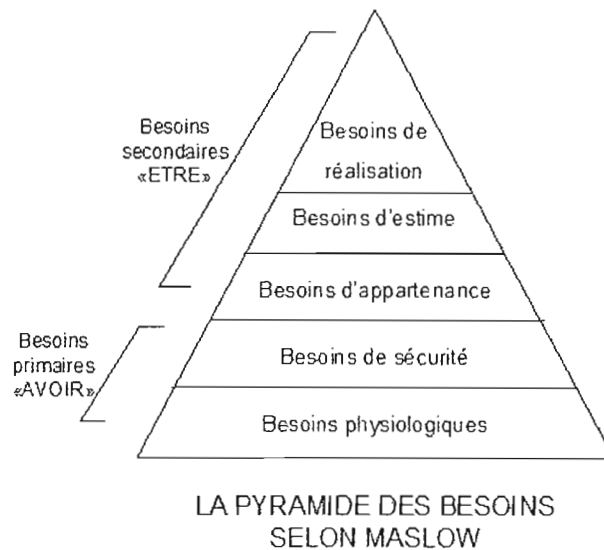 Besoins
secondaires
«ETRE»
Besoins de
réalisation
Besoins d'estime
Besoins d'appartenance
Besoins
primaires
«AVOIR»
Besoins de sécurité
Besoins physiologiques
LA PYRAMIDE DES BESOINS
SELON MASLOW